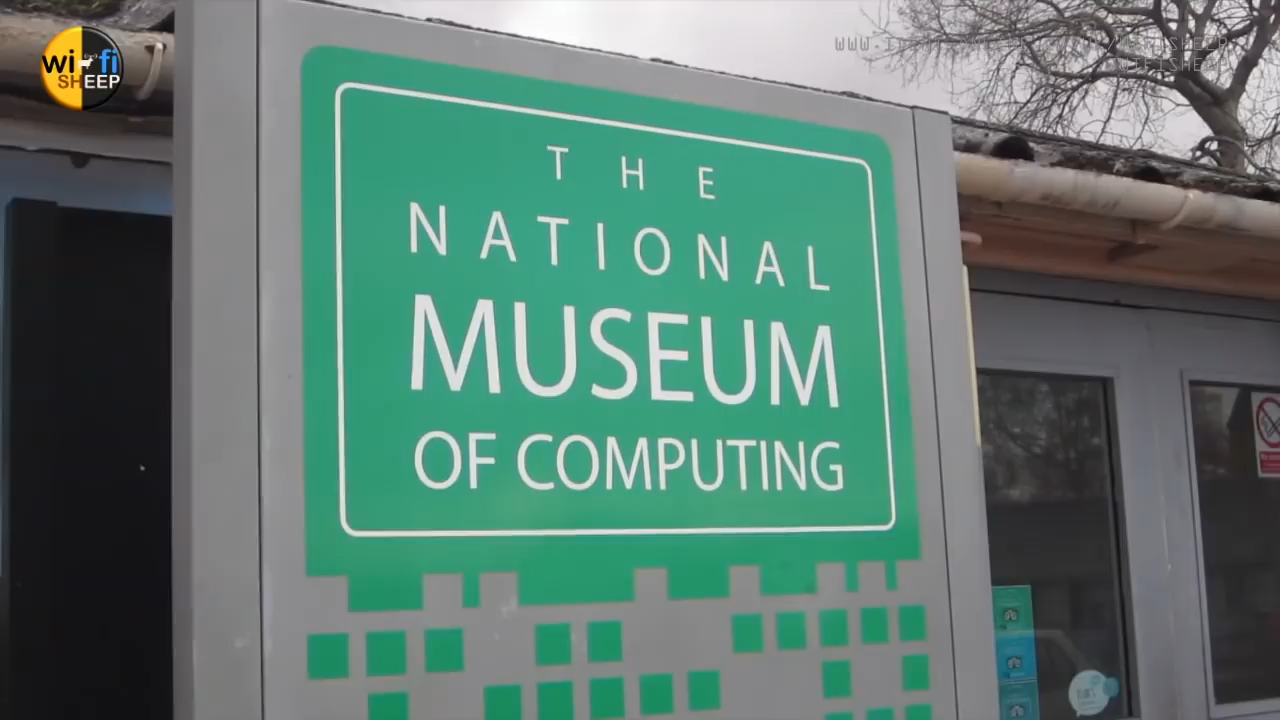 wi-fi
SHEEP
THE
NATIONAL
MUSEUM
OF COMPUTING